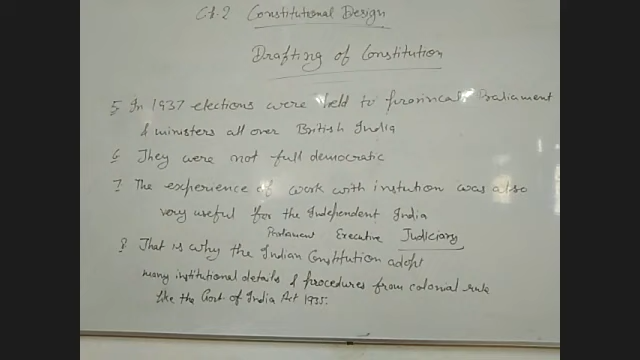 Ch.2 Constitutional Design
Drafting of Constitution
5 In 1937 elections were held to provincal Parliament
& ministers all over British India
6 They were not full democratic
7 The experience of work with instution was also
very useful for the Independent India
Parlament Executive Judiciary
8 That is why the Indian Constitution adopt
many institutional details & procedures from colonial rule
like the Govt. of India Act 1935.